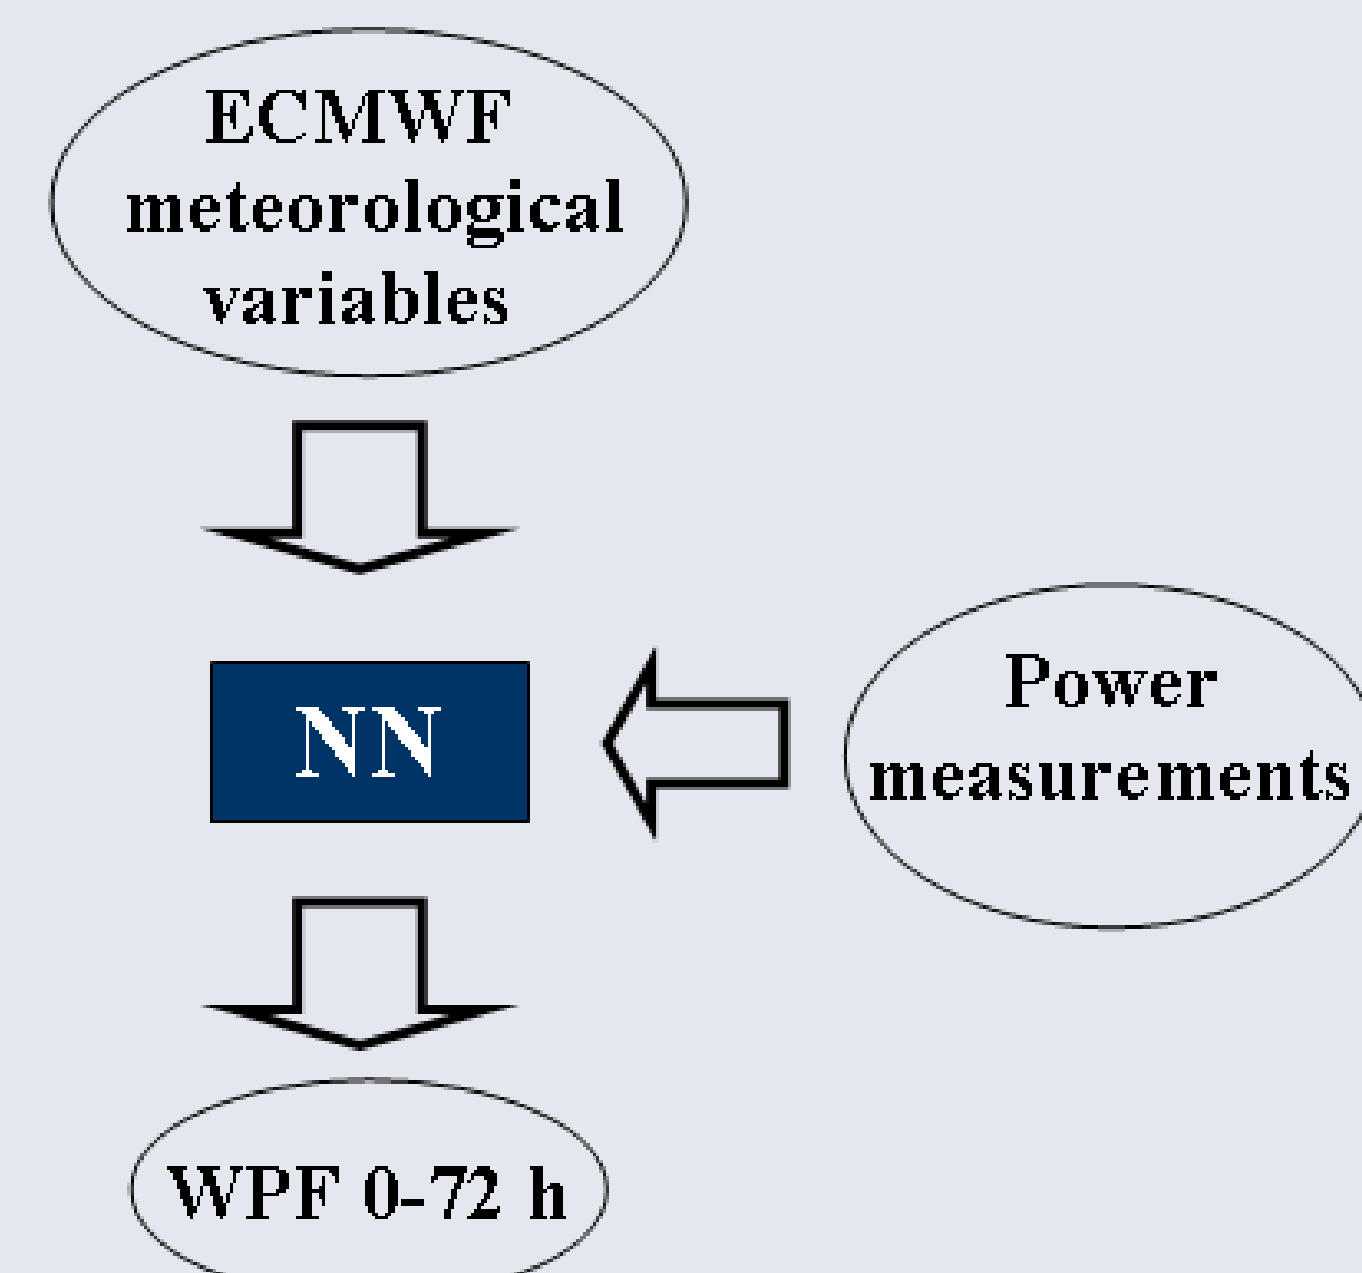 ECMWF
meteorological
variables
NN
Power
measurements
WPF 0-72 h